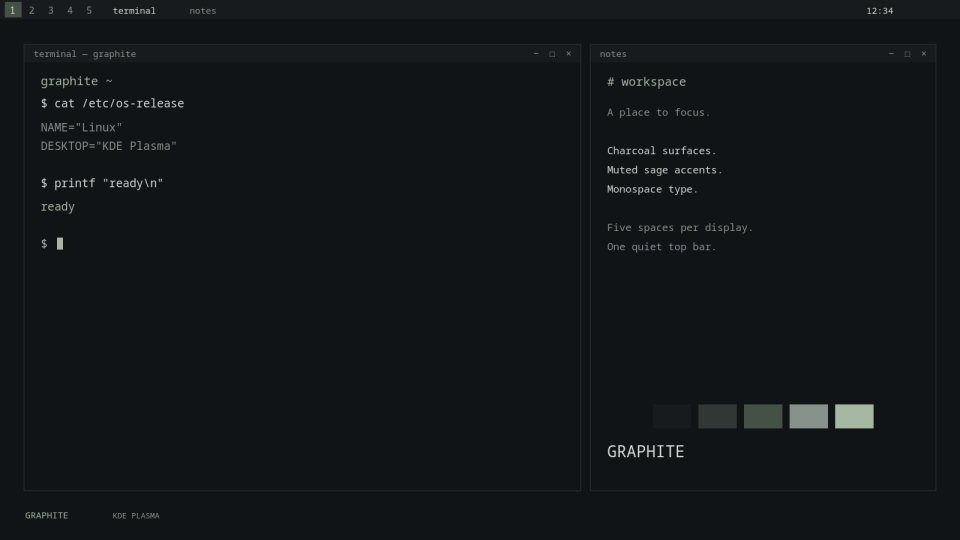 1 2 3 4 5 terminal notes 12:34
terminal — graphite − □ ×
graphite ~
$ cat /etc/os-release
NAME="Linux"
DESKTOP="KDE Plasma"
$ printf "ready\n"
ready
$
notes − □ ×
# workspace
A place to focus.
Charcoal surfaces.
Muted sage accents.
Monospace type.
Five spaces per display.
One quiet top bar.
GRAPHITE
GRAPHITE KDE PLASMA